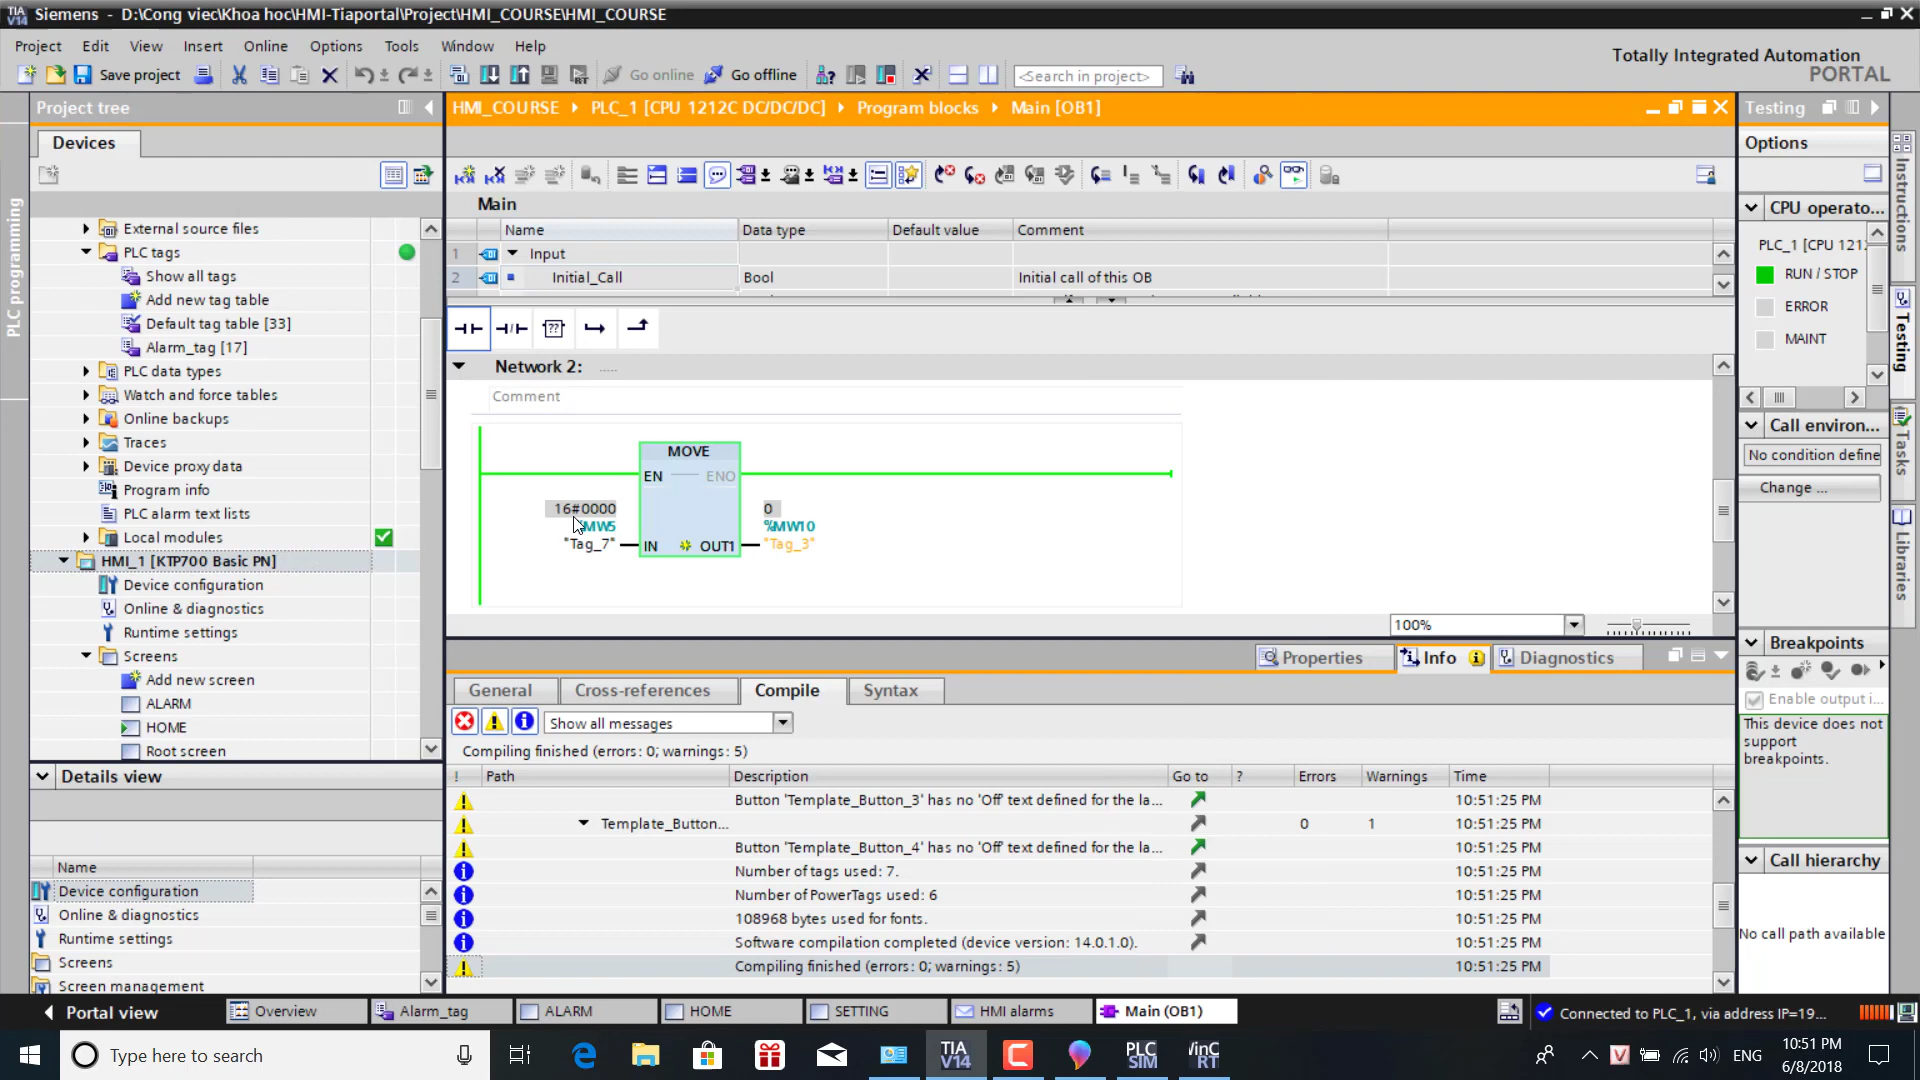 TIA V14 Siemens - D:\Cong viec\Khoa hoc\HMI-Tiaportal\Project\HMI_COURSE\HMI_COURSE
Project Edit View Insert Online Options Tools Window Help
Totally Integrated Automation
PORTAL
Save project Go online Go offline <Search in project>
Project tree
HMI_COURSE PLC_1 [CPU 1212C DC/DC/DC] Program blocks Main [OB1]
Testing
Devices
Options
PLC programming
External source files
PLC tags
Show all tags
Add new tag table
Default tag table [33]
Alarm_tag [17]
PLC data types
Watch and force tables
Online backups
Traces
Device proxy data
Program info
PLC alarm text lists
Local modules
HMI_1 [KTP700 Basic PN]
Device configuration
Online & diagnostics
Runtime settings
Screens
Add new screen
ALARM
HOME
Root screen
Details view
Name
Device configuration
Online & diagnostics
Runtime settings
Screens
Screen management
Main
Name Data type Default value Comment
1 Input
2 Initial_Call Bool Initial call of this OB
??
Network 2: .....
Comment
MOVE
EN ENO
16#0000 0
%MW5 %MW10
"Tag_7" IN OUT1 "Tag_3"
100%
Properties Info Diagnostics
General Cross-references Compile Syntax
Show all messages
Compiling finished (errors: 0; warnings: 5)
! Path Description Go to ? Errors Warnings Time
Button 'Template_Button_3' has no 'Off' text defined for the la... 10:51:25 PM
Template_Button... 0 1 10:51:25 PM
Button 'Template_Button_4' has no 'Off' text defined for the la... 10:51:25 PM
Number of tags used: 7. 10:51:25 PM
Number of PowerTags used: 6 10:51:25 PM
108968 bytes used for fonts. 10:51:25 PM
Software compilation completed (device version: 14.0.1.0). 10:51:25 PM
Compiling finished (errors: 0; warnings: 5) 10:51:25 PM
CPU operato...
PLC_1 [CPU 121
RUN / STOP
ERROR
MAINT
Call environ...
No condition define
Change ...
Breakpoints
Enable output i...
This device does not
support
breakpoints.
Call hierarchy
No call path available
Instructions
Testing
Tasks
Libraries
Portal view Overview Alarm_tag ALARM HOME SETTING HMI alarms Main (OB1) Connected to PLC_1, via address IP=19...
Type here to search
TIA V14
PLC SIM
WinC RT
ENG
10:51 PM
6/8/2018